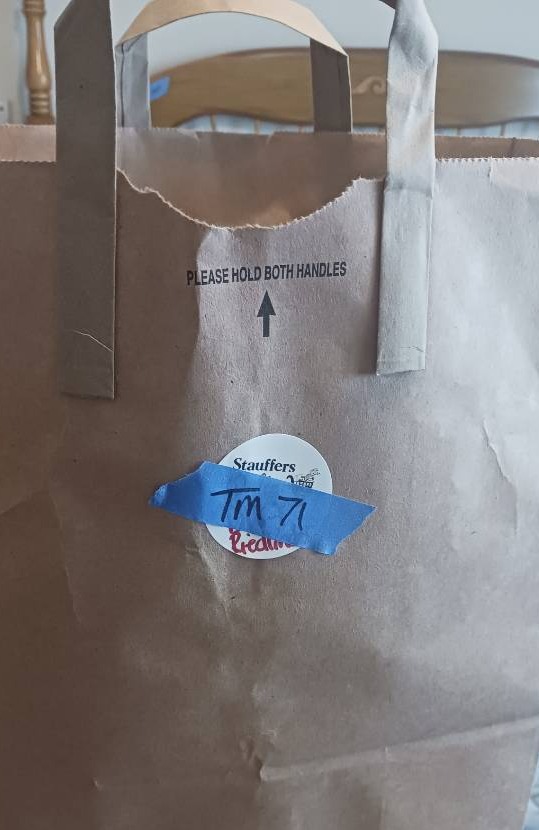 PLEASE HOLD BOTH HANDLES
Stauffers
TM 71